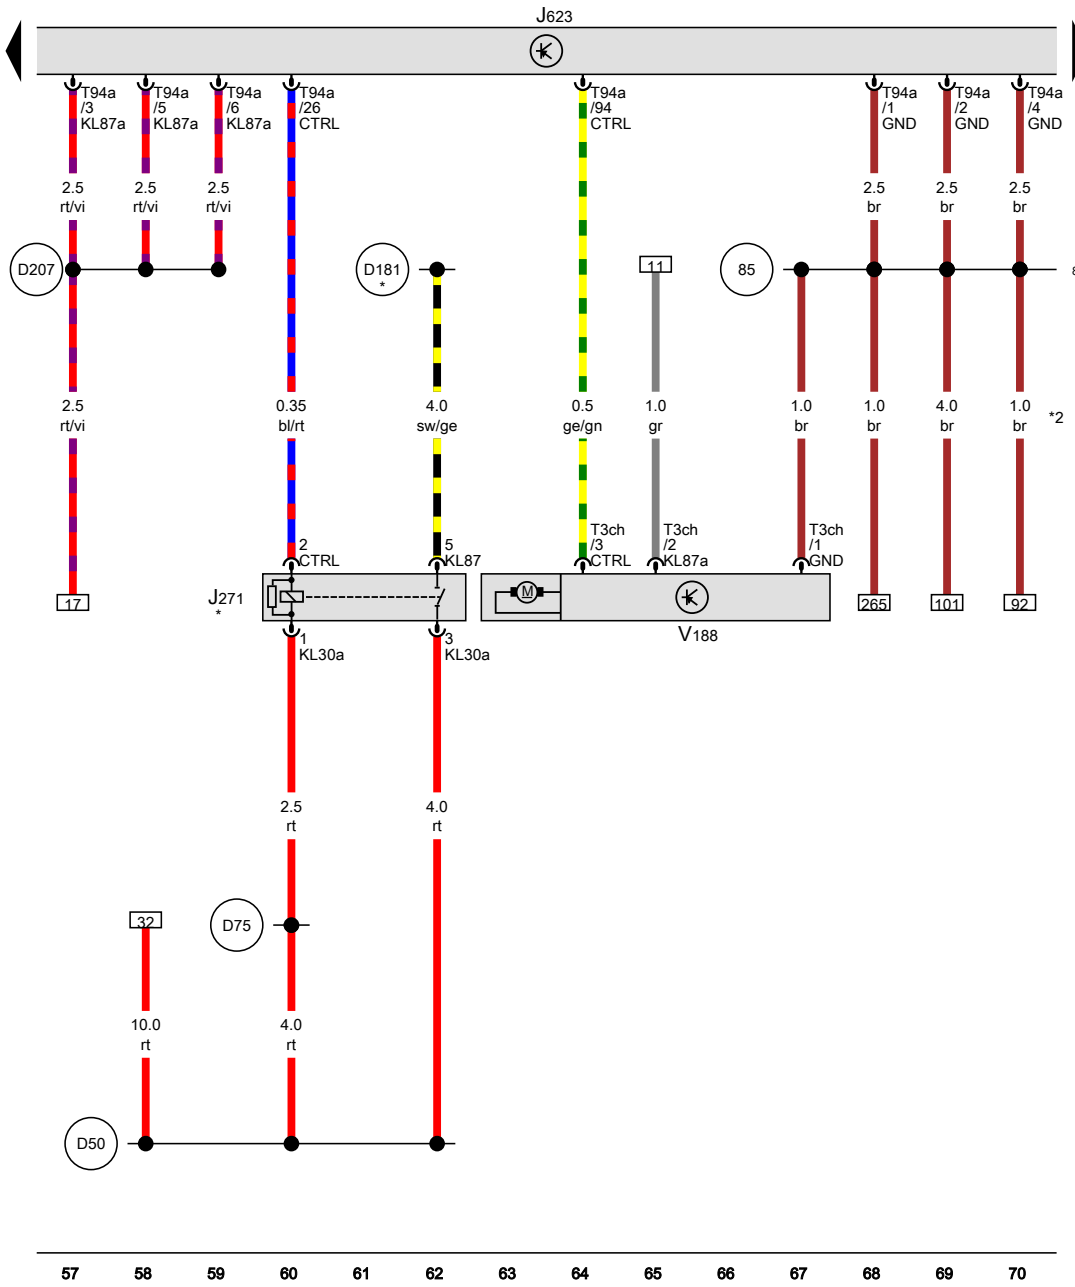 J623
T94a
/3
KL87a
T94a
/5
KL87a
T94a
/6
KL87a
T94a
/26
CTRL
T94a
/94
CTRL
T94a
/1
GND
T94a
/2
GND
T94a
/4
GND
2.5
rt/vi
2.5
rt/vi
2.5
rt/vi
2.5
br
2.5
br
2.5
br
D207
D181
*
11
85
2.5
rt/vi
0.35
bl/rt
4.0
sw/ge
0.5
ge/gn
1.0
gr
1.0
br
1.0
br
4.0
br
1.0
br
*2
2
CTRL
5
KL87
T3ch
/3
CTRL
T3ch
/2
KL87a
T3ch
/1
GND
17
J271
*
M
265
101
92
V188
1
KL30a
3
KL30a
2.5
rt
4.0
rt
32
D75
10.0
rt
4.0
rt
D50
57 58 59 60 61 62 63 64 65 66 67 68 69 70